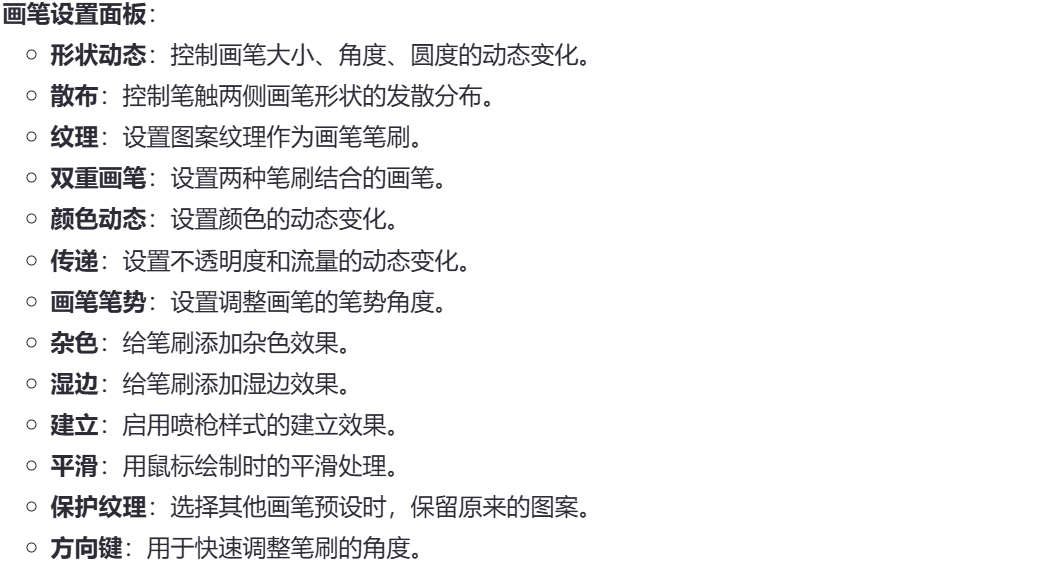 画笔设置面板：
形状动态：控制画笔大小、角度、圆度的动态变化。
散布：控制笔触两侧画笔形状的发散分布。
纹理：设置图案纹理作为画笔笔刷。
双重画笔：设置两种笔刷结合的画笔。
颜色动态：设置颜色的动态变化。
传递：设置不透明度和流量的动态变化。
画笔笔势：设置调整画笔的笔势角度。
杂色：给笔刷添加杂色效果。
湿边：给笔刷添加湿边效果。
建立：启用喷枪样式的建立效果。
平滑：用鼠标绘制时的平滑处理。
保护纹理：选择其他画笔预设时，保留原来的图案。
方向键：用于快速调整笔刷的角度。